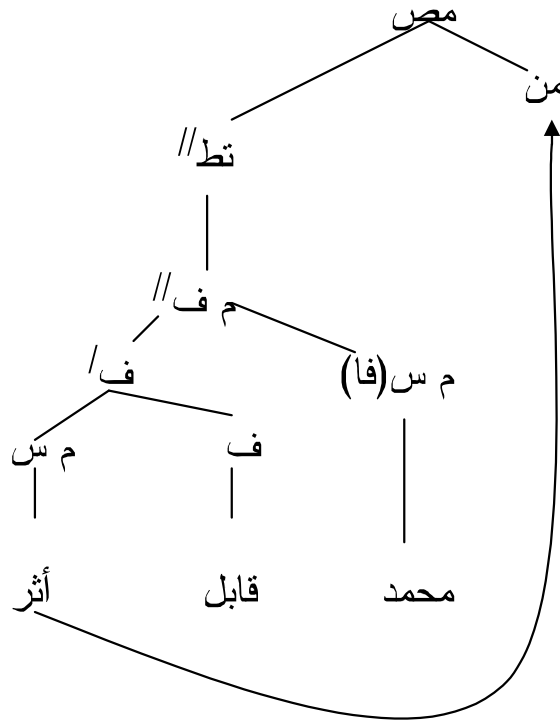 مص
من
تط//
م ف//
م س(فا) ف/
ف م س
محمد قابل أثر